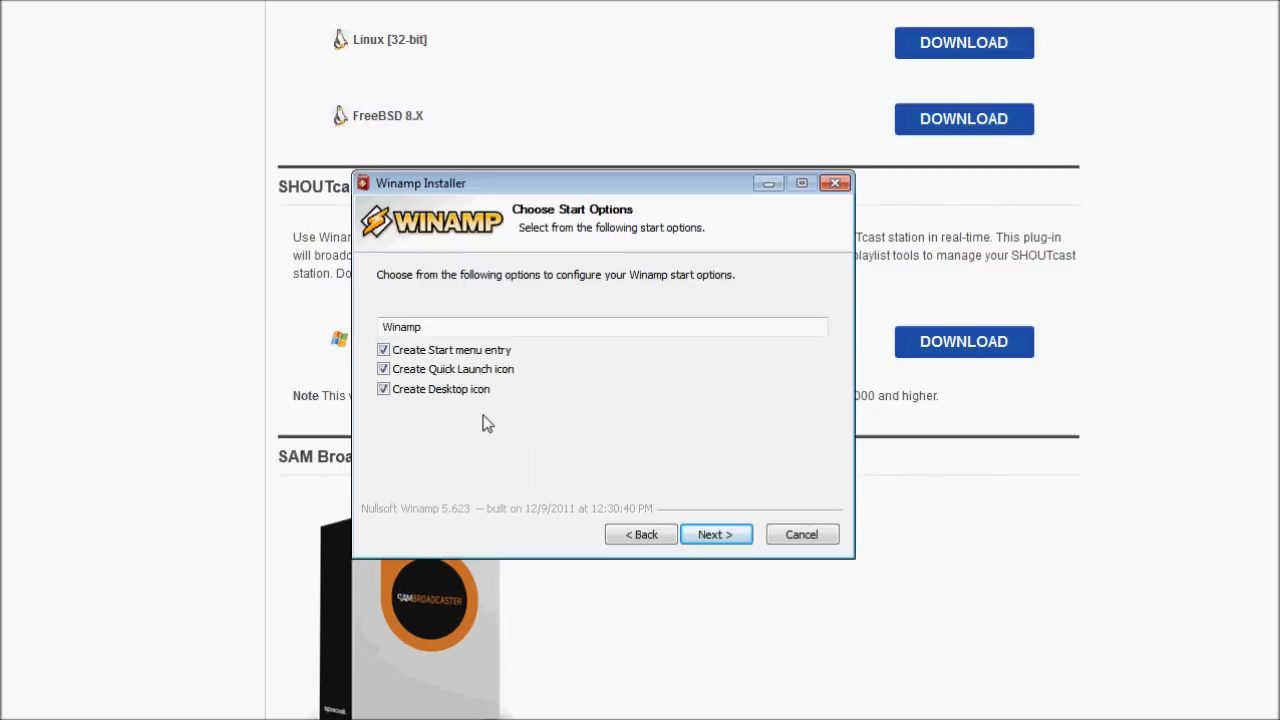 Linux [32-bit]
DOWNLOAD
FreeBSD 8.X
DOWNLOAD
SHOUTca
Winamp Installer
WINAMP
Choose Start Options
Select from the following start options.
Use Winam
Tcast station in real-time. This plug-in
will broadc
playlist tools to manage your SHOUTcast
station. Do
Choose from the following options to configure your Winamp start options.
Winamp
Create Start menu entry
Create Quick Launch icon
Create Desktop icon
DOWNLOAD
Note This v
000 and higher.
SAM Broa
Nullsoft Winamp 5.623 -- built on 12/9/2011 at 12:30:40 PM
< Back
Next >
Cancel
SAMBROADCASTER
spacial